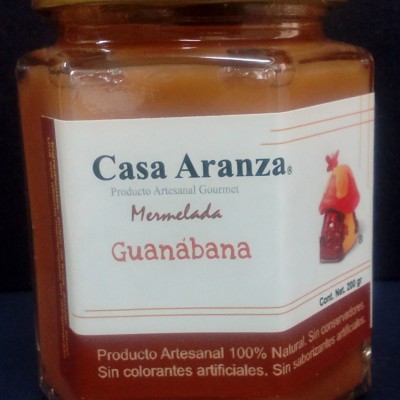 Casa Aranza®
Producto Artesanal Gourmet
Mermelada
Guanábana
®
Cont. Net. 200 gr
Producto Artesanal 100% Natural. Sin conservadores.
Sin colorantes artificiales. Sin saborizantes artificiales.